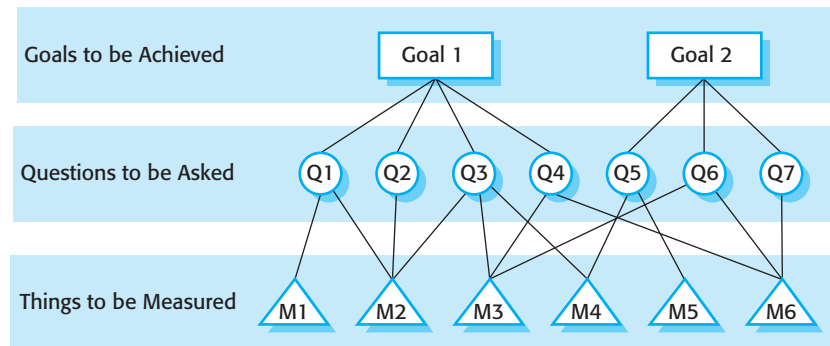 Goals to be Achieved
Goal 1
Goal 2
Questions to be Asked
Q1
Q2
Q3
Q4
Q5
Q6
Q7
Things to be Measured
M1
M2
M3
M4
M5
M6